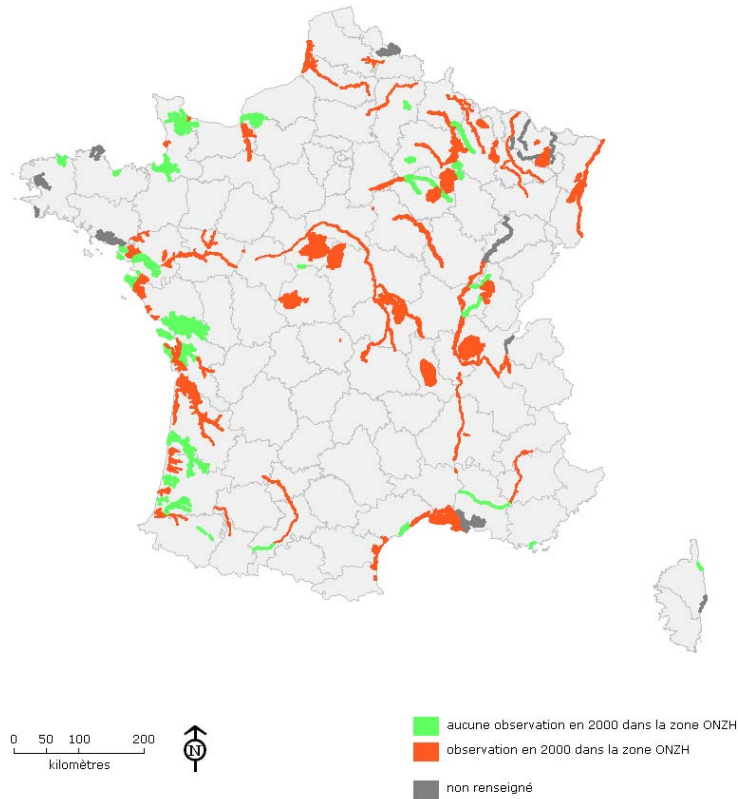 aucune observation en 2000 dans la zone ONZH
0 50 100 200
N
observation en 2000 dans la zone ONZH
kilomètres
non renseigné